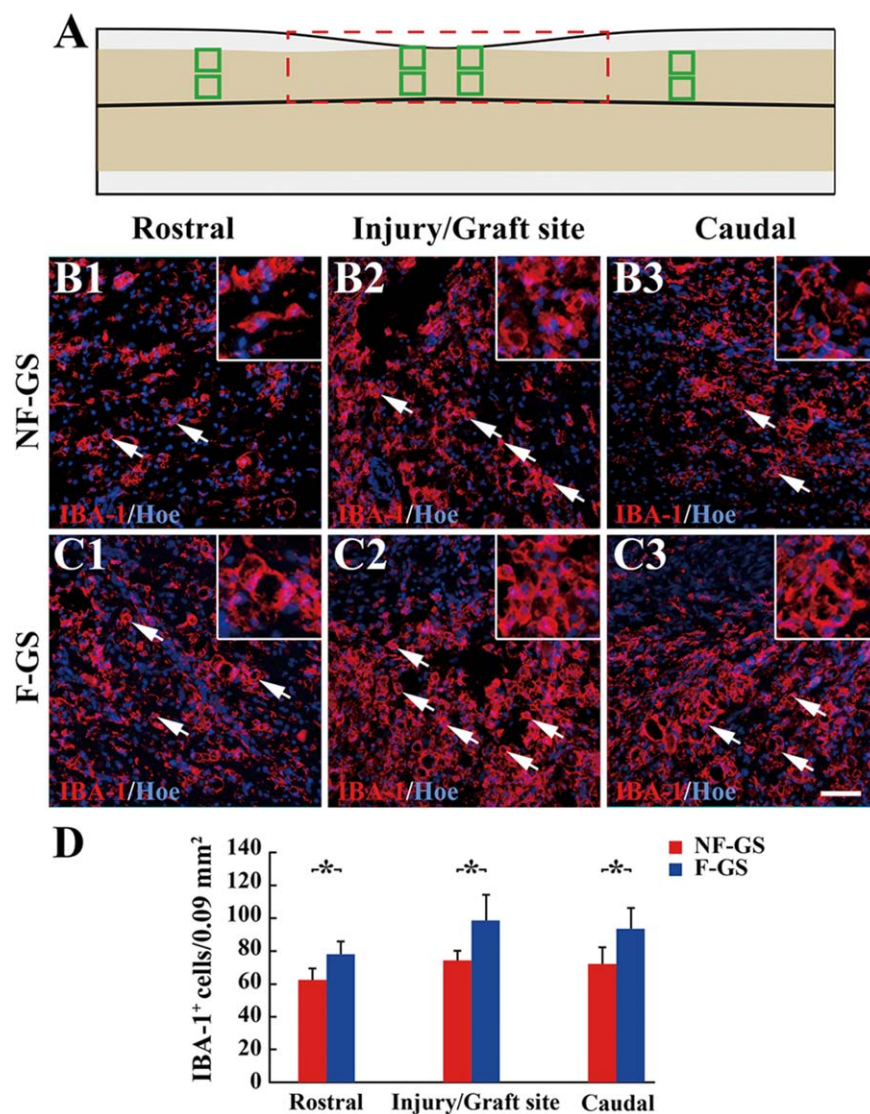 A
Rostral
Injury/Graft site
Caudal
NF-GS
B1
B2
B3
IBA-1/Hoe
IBA-1/Hoe
IBA-1/Hoe
F-GS
C1
C2
C3
IBA-1/Hoe
IBA-1/Hoe
IBA-1/Hoe
D
IBA-1⁺ cells/0.09 mm²
140
120
100
80
60
40
20
0
*
*
*
NF-GS
F-GS
Rostral
Injury/Graft site
Caudal